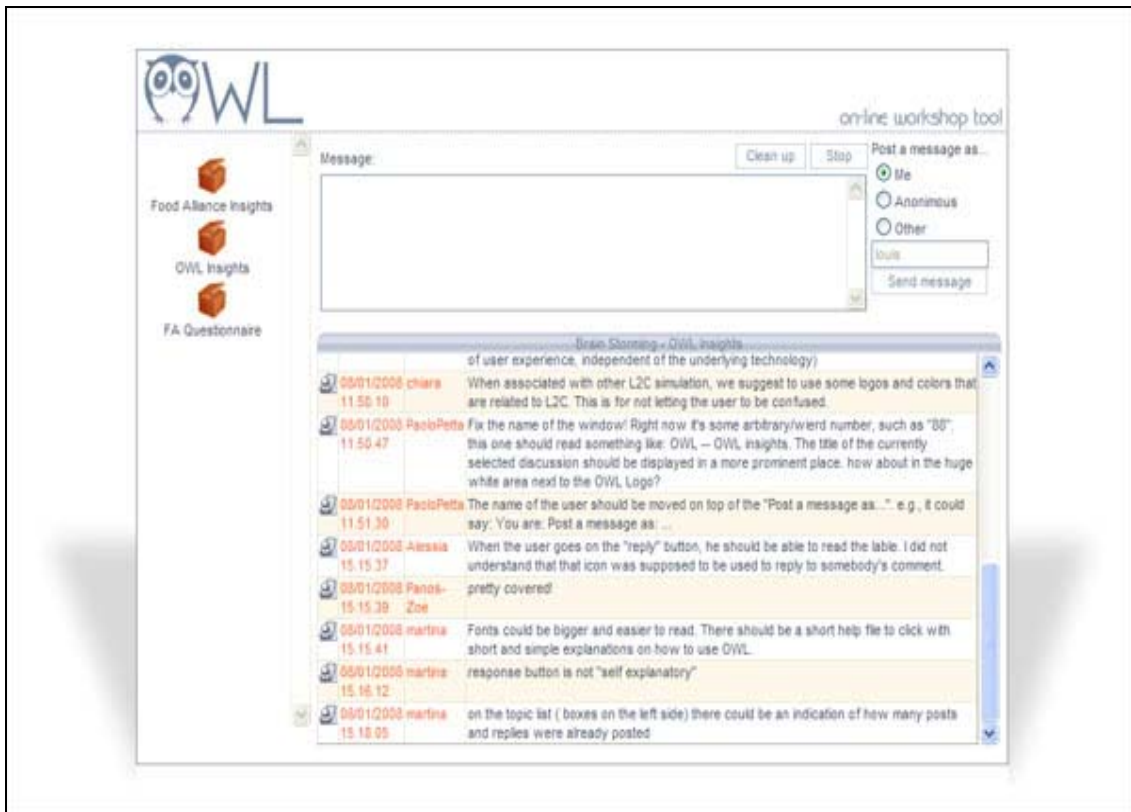 OWL
on-line workshop tool
Food Alliance Insights
OWL Insights
FA Questionnaire
Message:
Clean up
Stop
Post a message as...
Me
Anonimous
Other
louis
Send message
Brain Storming - OWL Insights
of user experience, independent of the underlying technology)
08/01/2008 chiara When associated with other L2C simulation, we suggest to use some logos and colors that
11.50.10 are related to L2C. This is for not letting the user to be confused.
08/01/2008 PaoloPetta Fix the name of the window! Right now it's some arbitrary/wierd number, such as "88".
11.50.47 this one should read something like: OWL -- OWL insights. The title of the currently
selected discussion should be displayed in a more prominent place. how about in the huge
white area next to the OWL Logo?
08/01/2008 PaoloPetta The name of the user should be moved on top of the "Post a message as...". e.g., it could
11.51.30 say: You are: Post a message as: ...
08/01/2008 Alessia When the user goes on the "reply" button, he should be able to read the lable. I did not
15.15.37 understand that that icon was supposed to be used to reply to somebody's comment.
08/01/2008 Panos- pretty covered!
15.15.39 Zoe
08/01/2008 martina Fonts could be bigger and easier to read. There should be a short help file to click with
15.15.41 short and simple explanations on how to use OWL.
08/01/2008 martina response button is not "self explanatory"
15.16.12
08/01/2008 martina on the topic list ( boxes on the left side) there could be an indication of how many posts
15.18.05 and replies were already posted